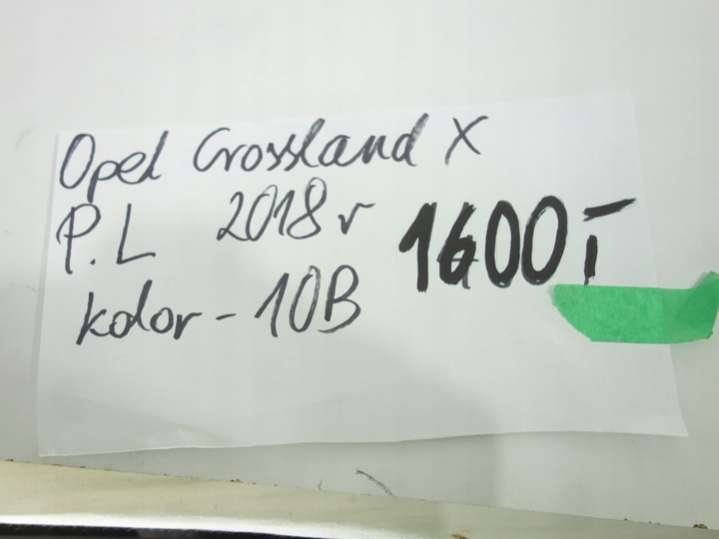 Opel Crossland X
P.L 2018 r 1600,-
kolor - 10B